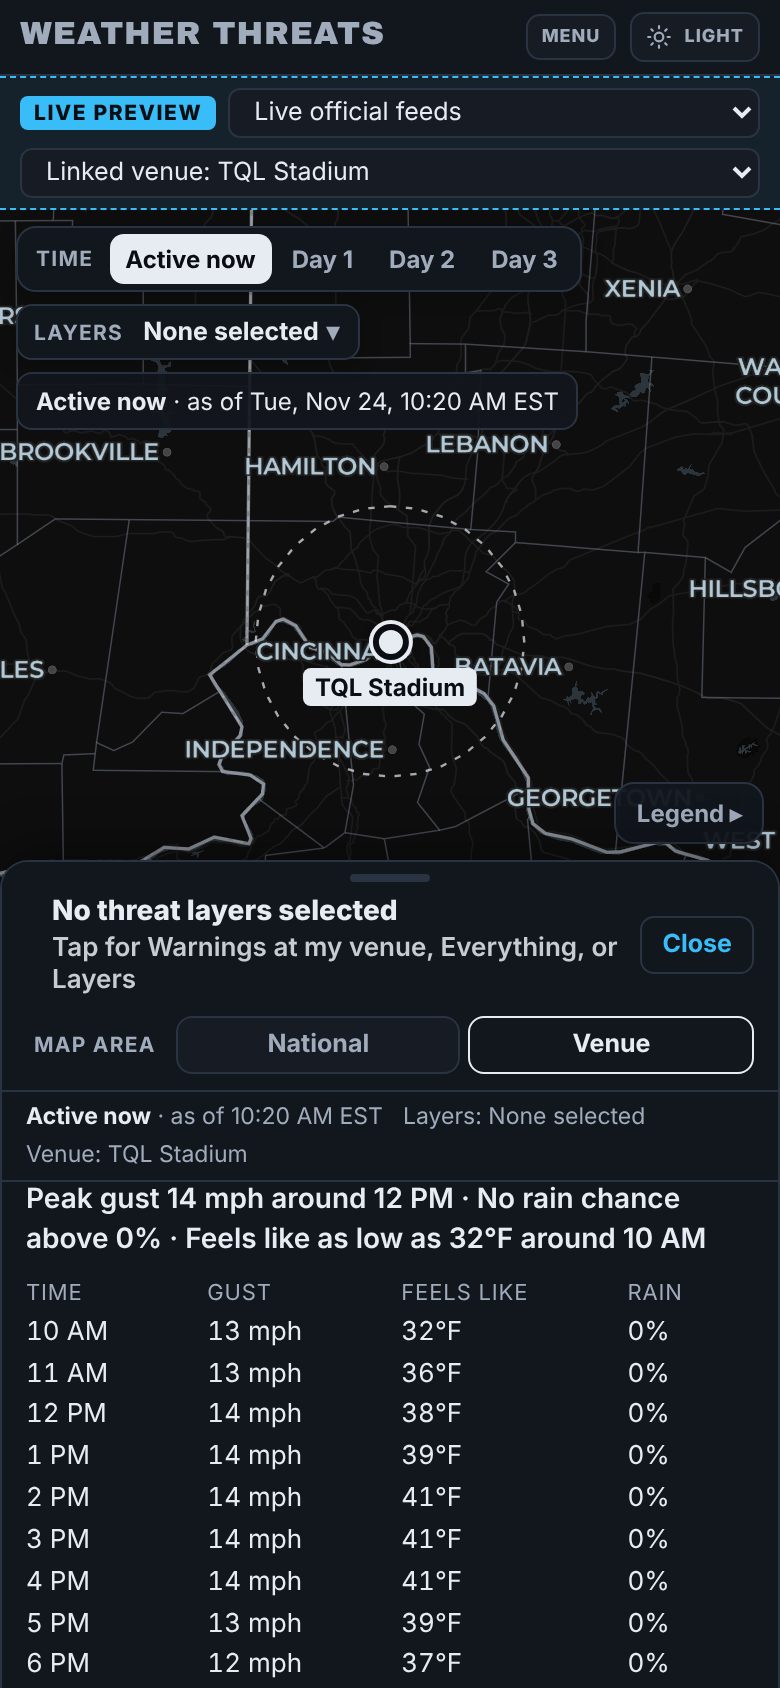 WEATHER THREATS
MENU
LIGHT
LIVE PREVIEW
Live official feeds
Linked venue: TQL Stadium
TIME
Active now
Day 1
Day 2
Day 3
XENIA
LAYERS
None selected ▾
WA
COU
Active now · as of Tue, Nov 24, 10:20 AM EST
BROOKVILLE
HAMILTON
LEBANON
HILLSBO
CINCINNA
BATAVIA
LES
TQL Stadium
INDEPENDENCE
GEORGETOWN
Legend ▸
WEST
No threat layers selected
Tap for Warnings at my venue, Everything, or
Layers
Close
MAP AREA
National
Venue
Active now · as of 10:20 AM EST Layers: None selected
Venue: TQL Stadium
Peak gust 14 mph around 12 PM · No rain chance
above 0% · Feels like as low as 32°F around 10 AM
TIME GUST FEELS LIKE RAIN
10 AM 13 mph 32°F 0%
11 AM 13 mph 36°F 0%
12 PM 14 mph 38°F 0%
1 PM 14 mph 39°F 0%
2 PM 14 mph 41°F 0%
3 PM 14 mph 41°F 0%
4 PM 14 mph 41°F 0%
5 PM 13 mph 39°F 0%
6 PM 12 mph 37°F 0%